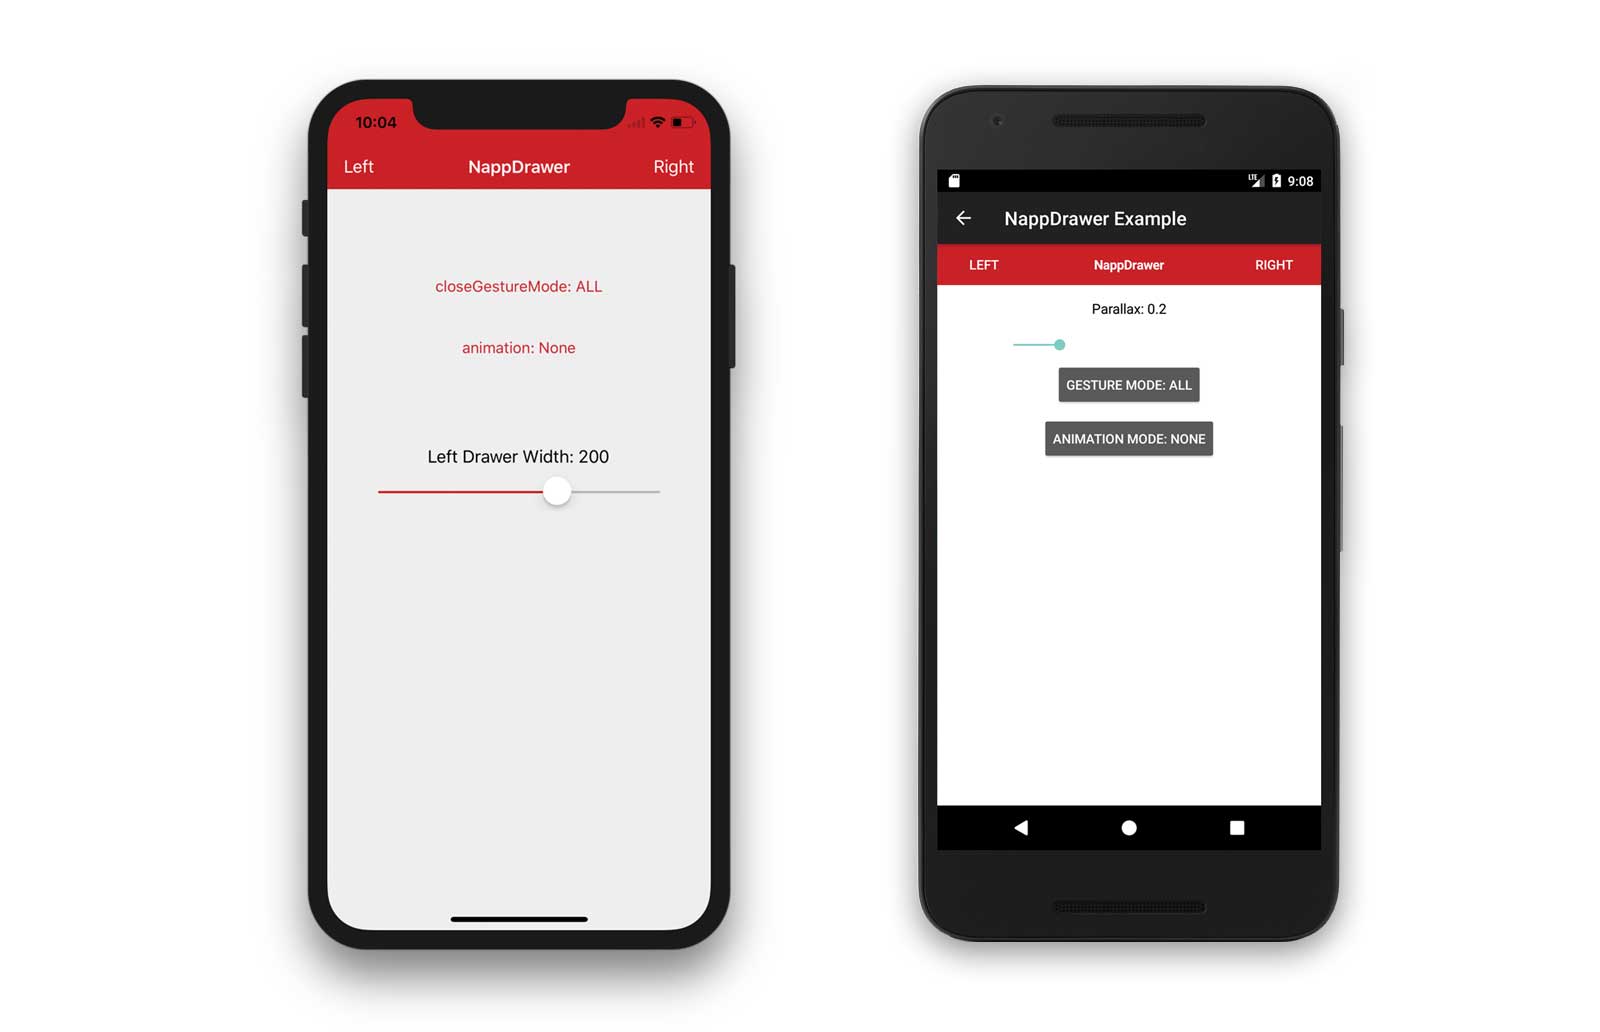 10:04
Left NappDrawer Right
closeGestureMode: ALL
animation: None
Left Drawer Width: 200
LTE 9:08
NappDrawer Example
LEFT NappDrawer RIGHT
Parallax: 0.2
GESTURE MODE: ALL
ANIMATION MODE: NONE